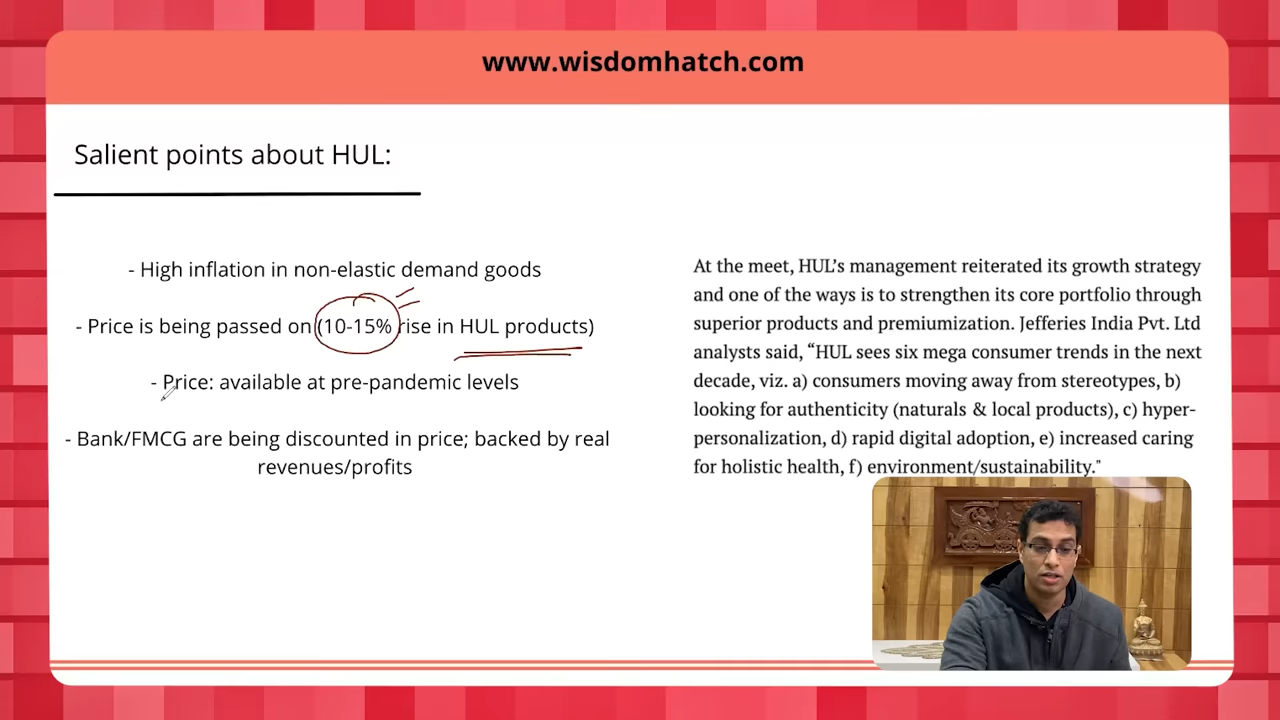 www.wisdomhatch.com
Salient points about HUL:
- High inflation in non-elastic demand goods
- Price is being passed on (10-15% rise in HUL products)
- Price: available at pre-pandemic levels
- Bank/FMCG are being discounted in price; backed by real
revenues/profits
At the meet, HUL's management reiterated its growth strategy
and one of the ways is to strengthen its core portfolio through
superior products and premiumization. Jefferies India Pvt. Ltd
analysts said, “HUL sees six mega consumer trends in the next
decade, viz. a) consumers moving away from stereotypes, b)
looking for authenticity (naturals & local products), c) hyper-
personalization, d) rapid digital adoption, e) increased caring
for holistic health, f) environment/sustainability."